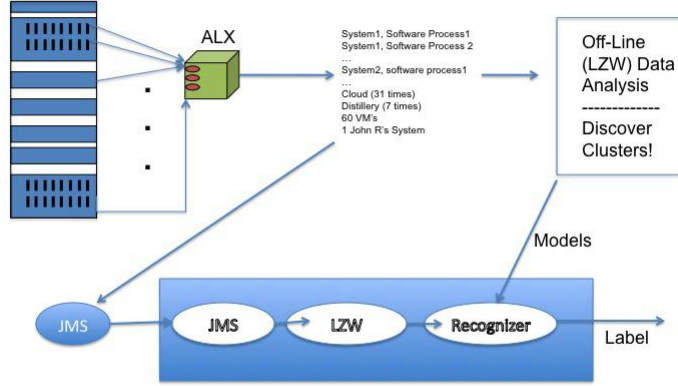 ALX
System1, Software Process1
System1, Software Process 2
...
System2, software process1
...
Cloud (31 times)
Distillery (7 times)
60 VM's
1 John R's System
Off-Line
(LZW) Data
Analysis
-------------
Discover
Clusters!
Models
JMS
JMS
LZW
Recognizer
Label